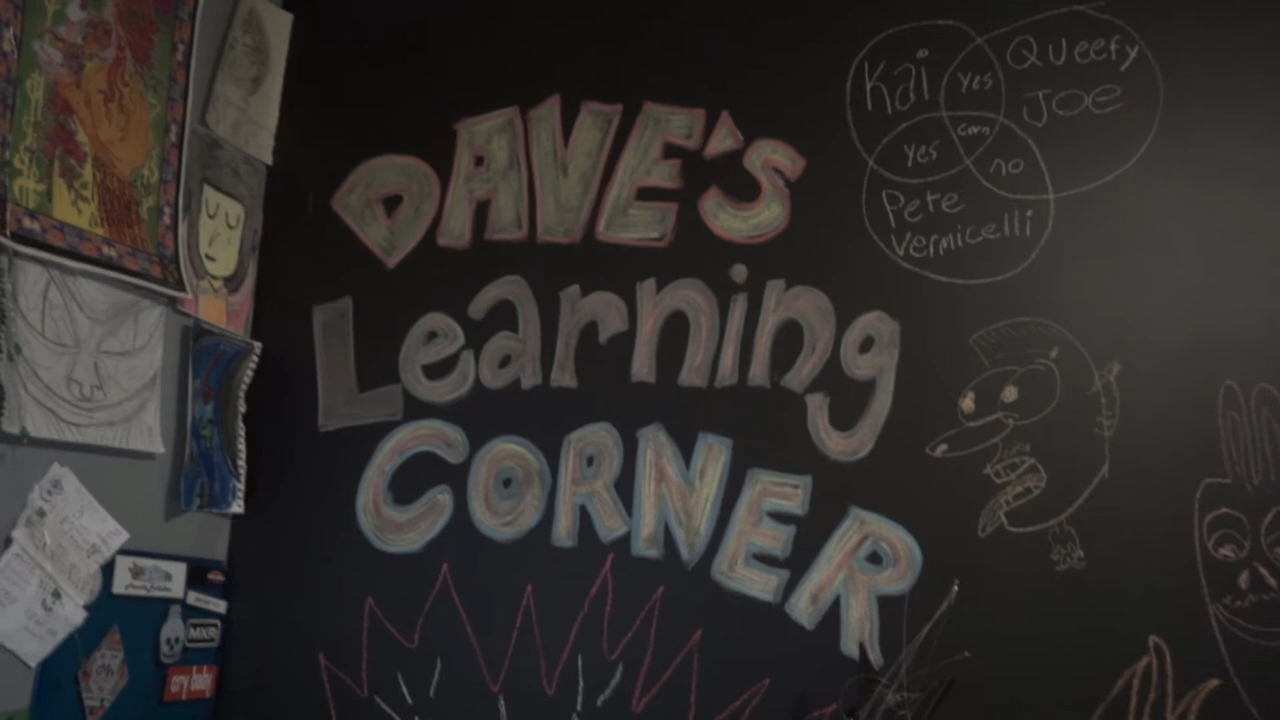 DAVE'S
Learning
CORNER
Kai
Yes
Queefy
JOE
Corn
Yes
no
Pete
Vermicelli
MXR
cry baby